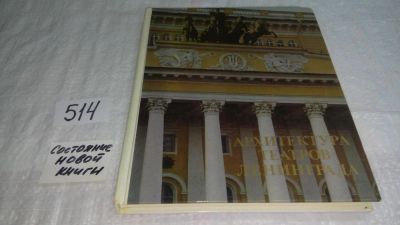 514
Состояние
новой
книги
АРХИТЕКТУРА
ТЕАТРОВ
ЛЕНИНГРАДА